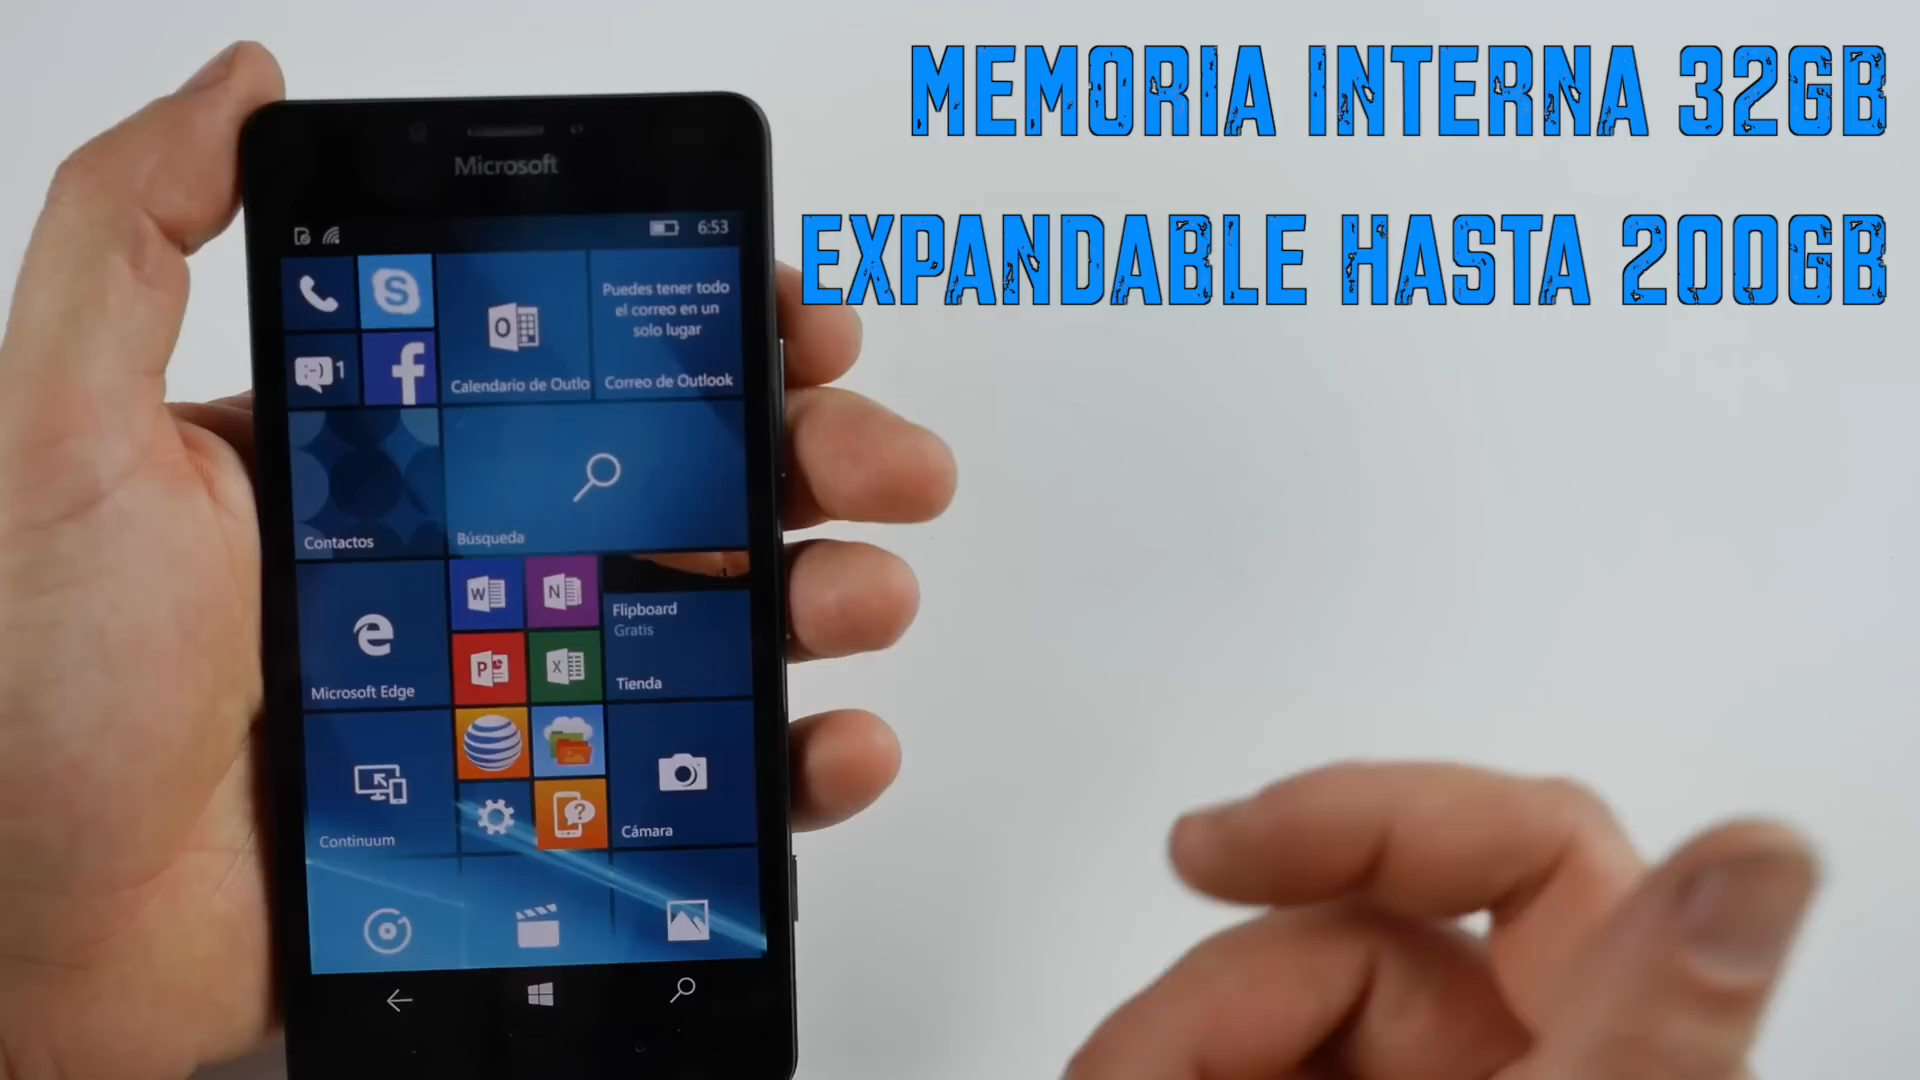 MEMORIA INTERNA 32GB
EXPANDABLE HASTA 200GB
Microsoft
6:53
1
Puedes tener todo
el correo en un
solo lugar
Calendario de Outlo
Correo de Outlook
Contactos
Búsqueda
W
N
Flipboard
Gratis
P
X
Microsoft Edge
Tienda
Continuum
Cámara